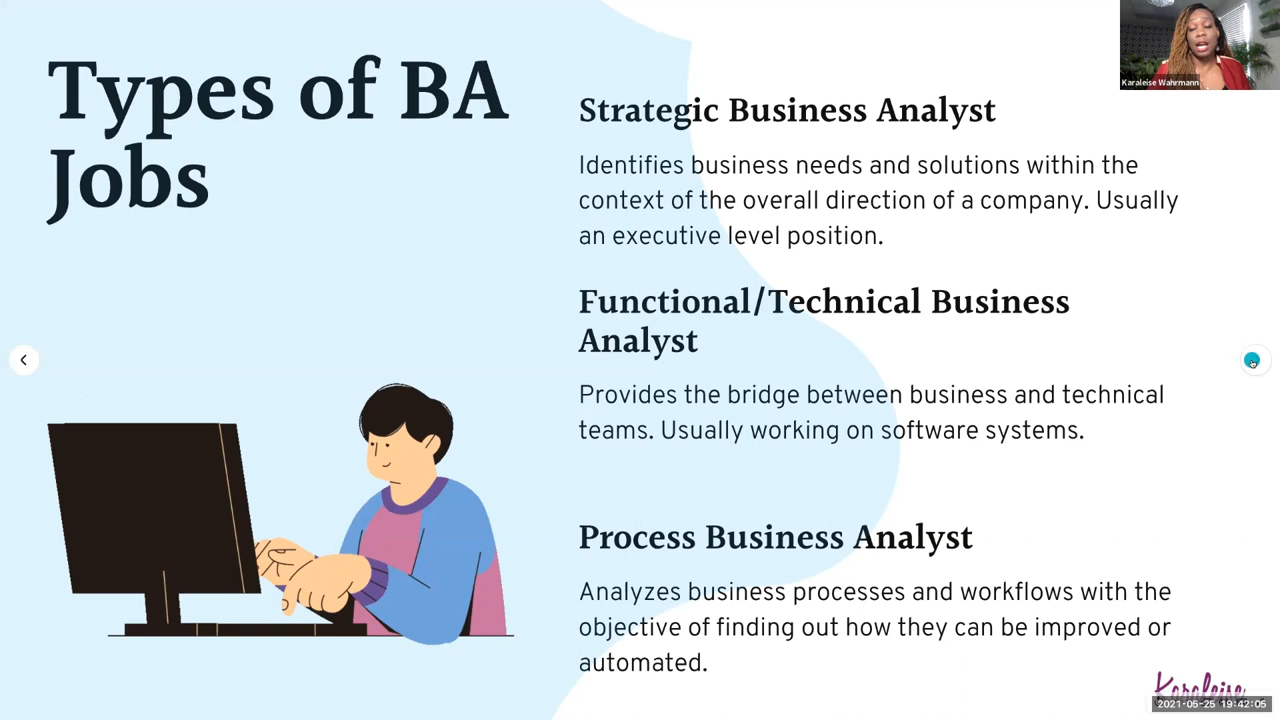 Types of BA
Jobs
Strategic Business Analyst
Identifies business needs and solutions within the
context of the overall direction of a company. Usually
an executive level position.
Functional/Technical Business
Analyst
Provides the bridge between business and technical
teams. Usually working on software systems.
Process Business Analyst
Analyzes business processes and workflows with the
objective of finding out how they can be improved or
automated.
Karaleise Wahrmann
Karaleise
2021-05-25 19:42:05